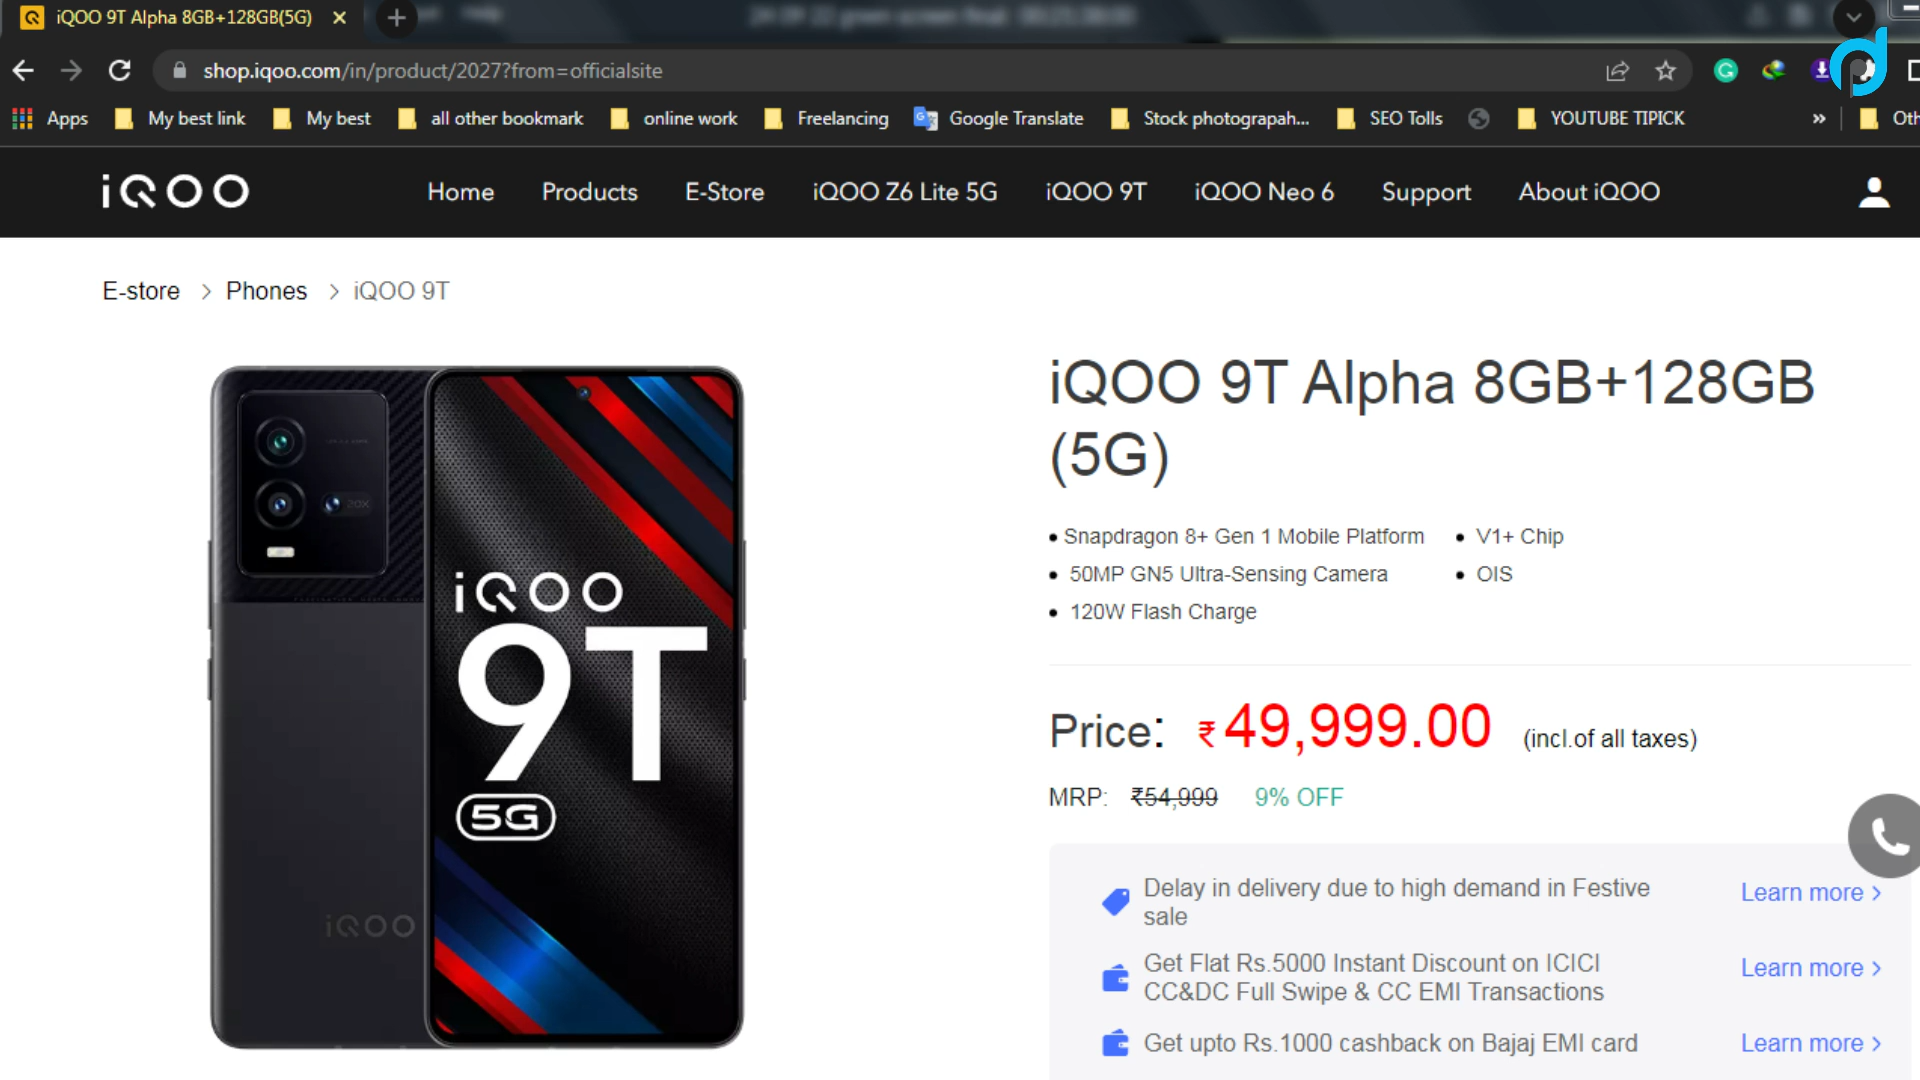 iQOO 9T Alpha 8GB+128GB(5G)
shop.iqoo.com/in/product/2027?from=officialsite
Apps My best link My best all other bookmark online work Freelancing Google Translate Stock photograpah... SEO Tolls YOUTUBE TIPICK » Oth
iQOO Home Products E-Store iQOO Z6 Lite 5G iQOO 9T iQOO Neo 6 Support About iQOO
E-store > Phones > iQOO 9T
iQOO 9T Alpha 8GB+128GB
(5G)
• Snapdragon 8+ Gen 1 Mobile Platform • V1+ Chip
• 50MP GN5 Ultra-Sensing Camera • OIS
• 120W Flash Charge
20X
iQOO
9T
5G
iQOO
Price: ₹49,999.00 (incl.of all taxes)
MRP: ₹54,999 9% OFF
Delay in delivery due to high demand in Festive
sale
Learn more >
Get Flat Rs.5000 Instant Discount on ICICI
CC&DC Full Swipe & CC EMI Transactions
Learn more >
Get upto Rs.1000 cashback on Bajaj EMI card
Learn more >